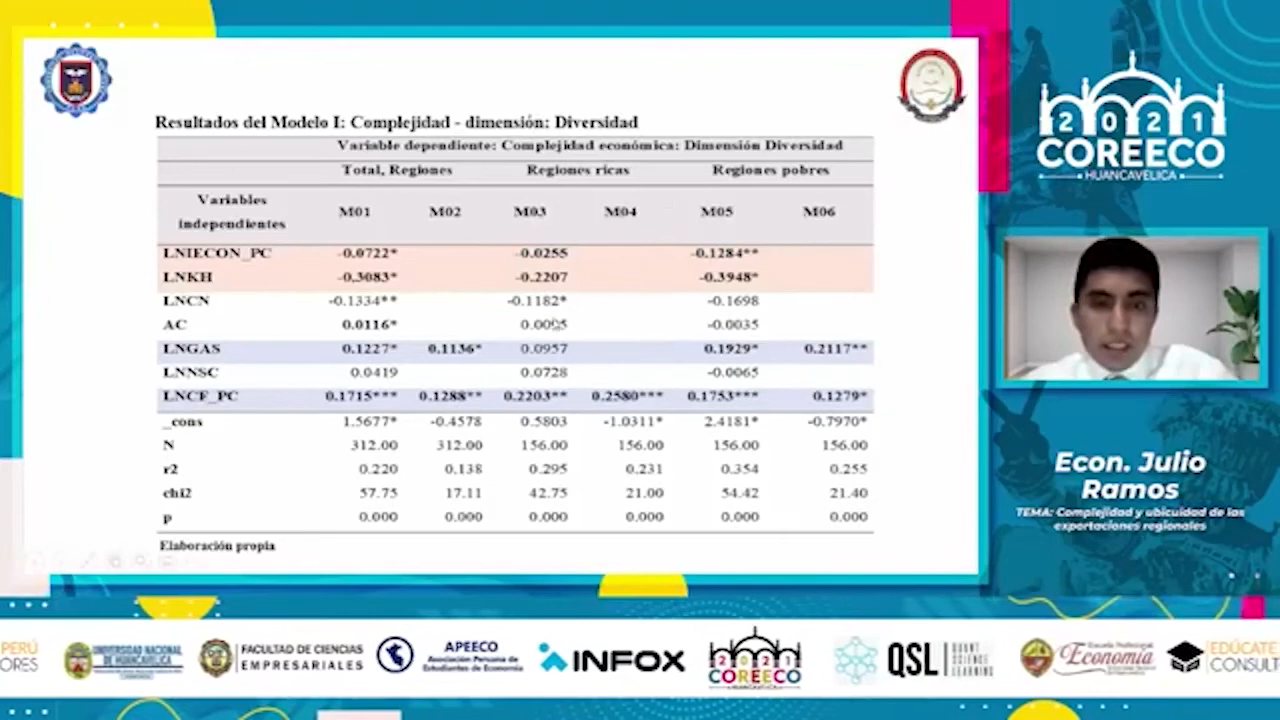 Resultados del Modelo I: Complejidad - dimensión: Diversidad
Variable dependiente: Complejidad económica: Dimensión Diversidad
Total, Regiones Regiones ricas Regiones pobres
Variables independientes M01 M02 M03 M04 M05 M06
LNIECON_PC -0.0722* -0.0255 -0.1284**
LNKH -0.3083* -0.2207 -0.3948*
LNCN -0.1334** -0.1182* -0.1698
AC 0.0116* -0.0035
LNGAS 0.1227* 0.1136* 0.0957 0.1929* 0.2117**
LNNSC 0.0419 0.0728 -0.0065
LNCF_PC 0.1715*** 0.1288** 0.2203** 0.2580*** 0.1753*** 0.1279*
_cons 1.5677* -0.4578 0.5803 -1.0311* 2.4181* -0.7970*
N 312.00 312.00 156.00 156.00 156.00 156.00
r2 0.220 0.138 0.295 0.231 0.354 0.255
chi2 57.75 17.11 42.75 21.00 54.42 21.40
p 0.000 0.000 0.000 0.000 0.000 0.000
Elaboración propia
2021
COREECO
HUANCAVELICA
Econ. Julio
Ramos
TEMA: Complejidad y ubicuidad de las
exportaciones regionales
PERÚ
ORES
UNIVERSIDAD NACIONAL
DE HUANCAVELICA
FACULTAD DE CIENCIAS
EMPRESARIALES
APEECO
Asociación Peruana de
Estudiantes de Economía
INFOX
2021
COREECO
HUANCAVELICA
QSL
QUANT
SCIENCE
LEARNING
Escuela Profesional
Economía
EDÚCATE
CONSULT